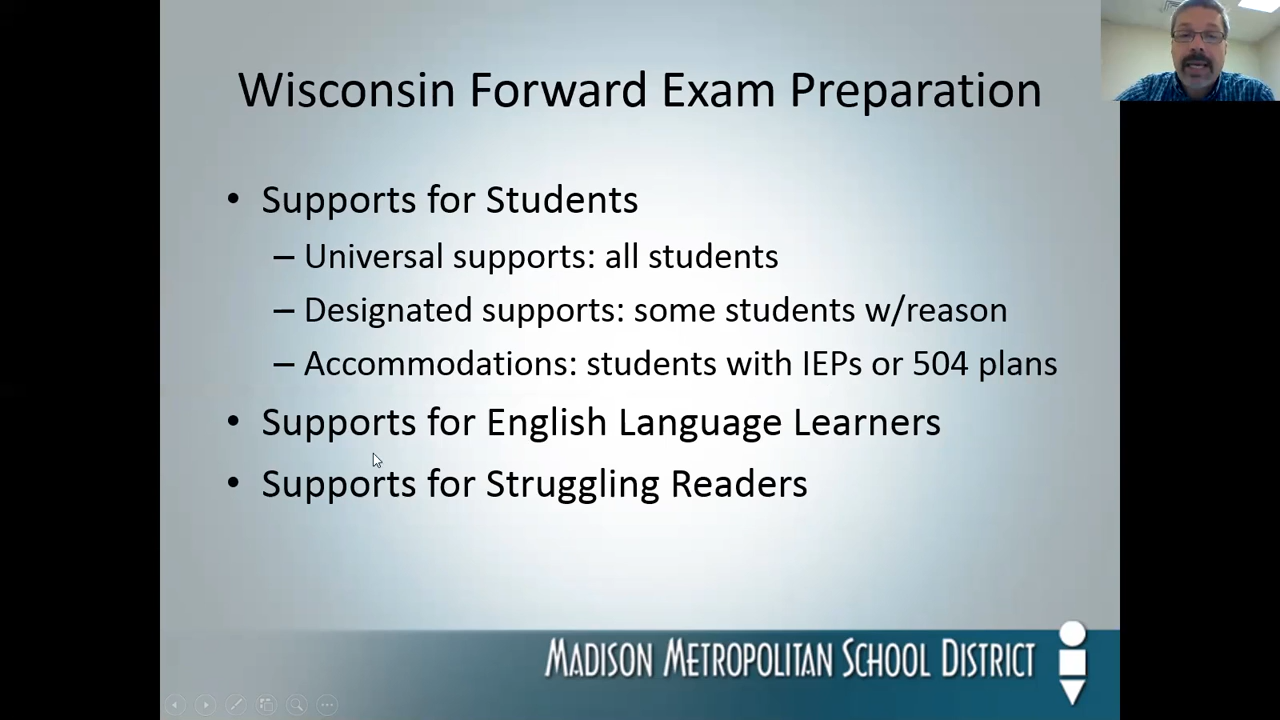 Wisconsin Forward Exam Preparation
• Supports for Students
– Universal supports: all students
– Designated supports: some students w/reason
– Accommodations: students with IEPs or 504 plans
• Supports for English Language Learners
• Supports for Struggling Readers
MADISON METROPOLITAN SCHOOL DISTRICT